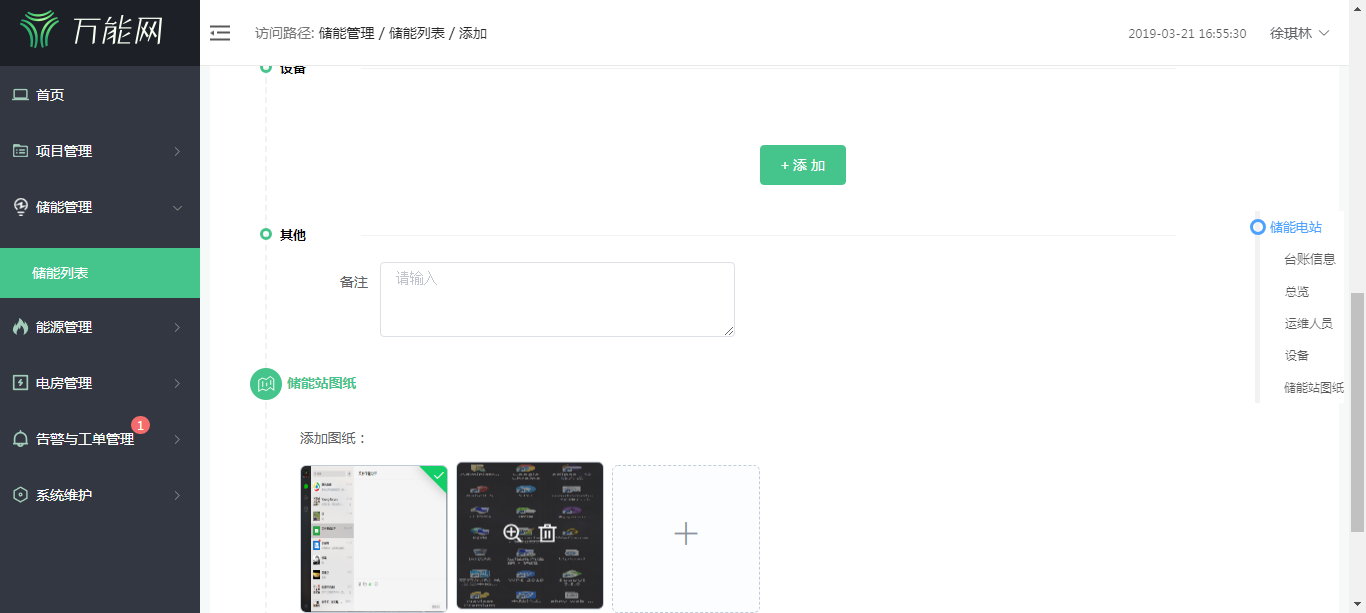 万能网
访问路径: 储能管理 / 储能列表 / 添加
2019-03-21 16:55:30
徐琪林
首页
项目管理
储能管理
储能列表
能源管理
电房管理
告警与工单管理
1
系统维护
设备
+ 添 加
其他
备注
请输入
储能站图纸
添加图纸：
储能电站
台账信息
总览
运维人员
设备
储能站图纸